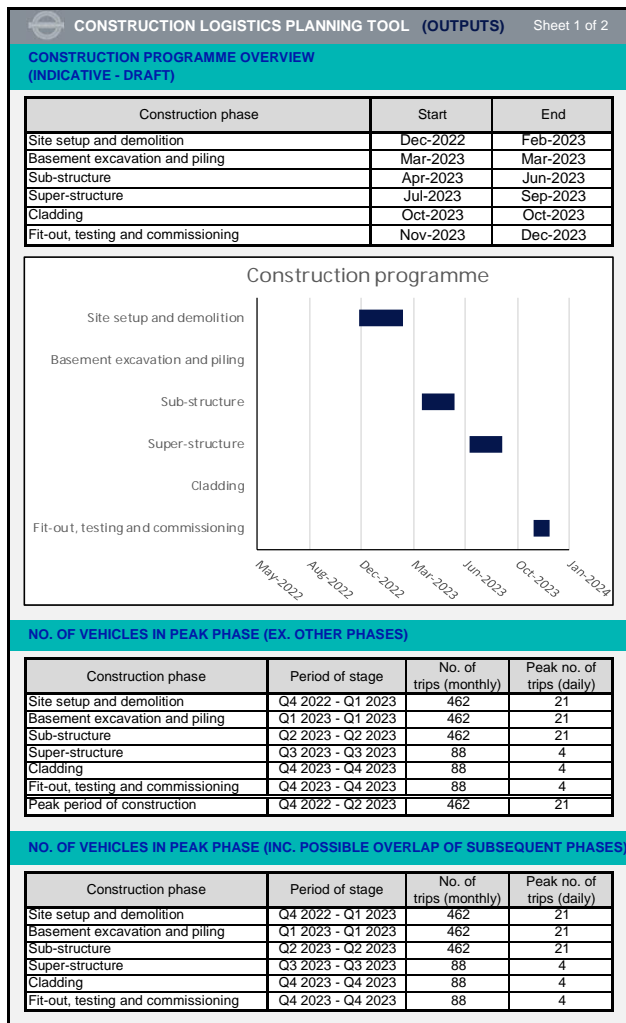 CONSTRUCTION LOGISTICS PLANNING TOOL (OUTPUTS) Sheet 1 of 2
CONSTRUCTION PROGRAMME OVERVIEW
(INDICATIVE - DRAFT)
Construction phase Start End
Site setup and demolition Dec-2022 Feb-2023
Basement excavation and piling Mar-2023 Mar-2023
Sub-structure Apr-2023 Jun-2023
Super-structure Jul-2023 Sep-2023
Cladding Oct-2023 Oct-2023
Fit-out, testing and commissioning Nov-2023 Dec-2023
Construction programme
Site setup and demolition
Basement excavation and piling
Sub-structure
Super-structure
Cladding
Fit-out, testing and commissioning
May-2022 Aug-2022 Dec-2022 Mar-2023 Jun-2023 Oct-2023 Jan-2024
NO. OF VEHICLES IN PEAK PHASE (EX. OTHER PHASES)
Construction phase Period of stage No. of trips (monthly) Peak no. of trips (daily)
Site setup and demolition Q4 2022 - Q1 2023 462 21
Basement excavation and piling Q1 2023 - Q1 2023 462 21
Sub-structure Q2 2023 - Q2 2023 462 21
Super-structure Q3 2023 - Q3 2023 88 4
Cladding Q4 2023 - Q4 2023 88 4
Fit-out, testing and commissioning Q4 2023 - Q4 2023 88 4
Peak period of construction Q4 2022 - Q2 2023 462 21
NO. OF VEHICLES IN PEAK PHASE (INC. POSSIBLE OVERLAP OF SUBSEQUENT PHASES)
Construction phase Period of stage No. of trips (monthly) Peak no. of trips (daily)
Site setup and demolition Q4 2022 - Q1 2023 462 21
Basement excavation and piling Q1 2023 - Q1 2023 462 21
Sub-structure Q2 2023 - Q2 2023 462 21
Super-structure Q3 2023 - Q3 2023 88 4
Cladding Q4 2023 - Q4 2023 88 4
Fit-out, testing and commissioning Q4 2023 - Q4 2023 88 4